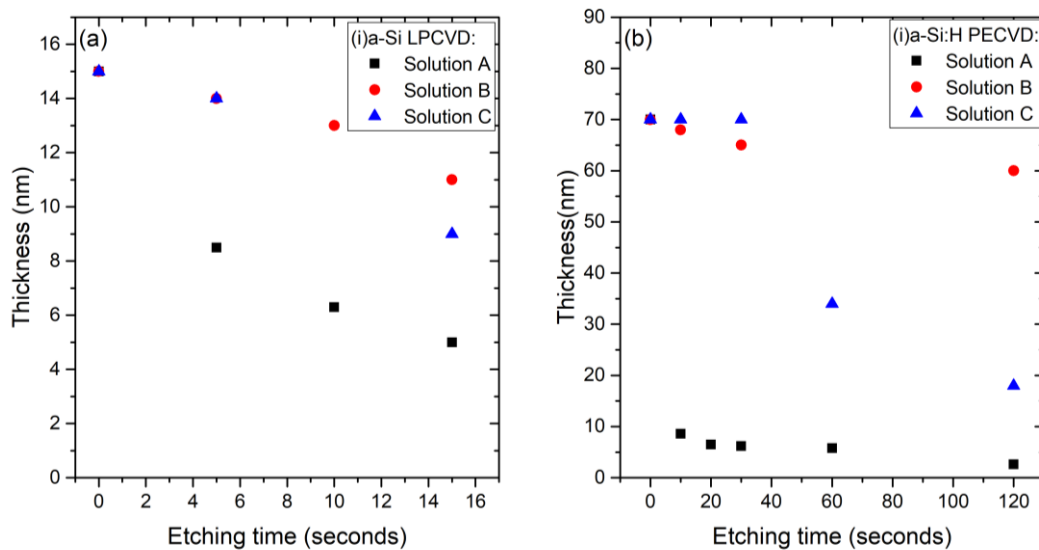 (a)
(i)a-Si LPCVD:
Solution A
Solution B
Solution C
16
14
12
10
8
6
4
2
0
Thickness (nm)
0 2 4 6 8 10 12 14 16
Etching time (seconds)
(b)
(i)a-Si:H PECVD:
Solution A
Solution B
Solution C
90
80
70
60
50
40
30
20
10
0
Thickness(nm)
0 20 40 60 80 100 120
Etching time (seconds)